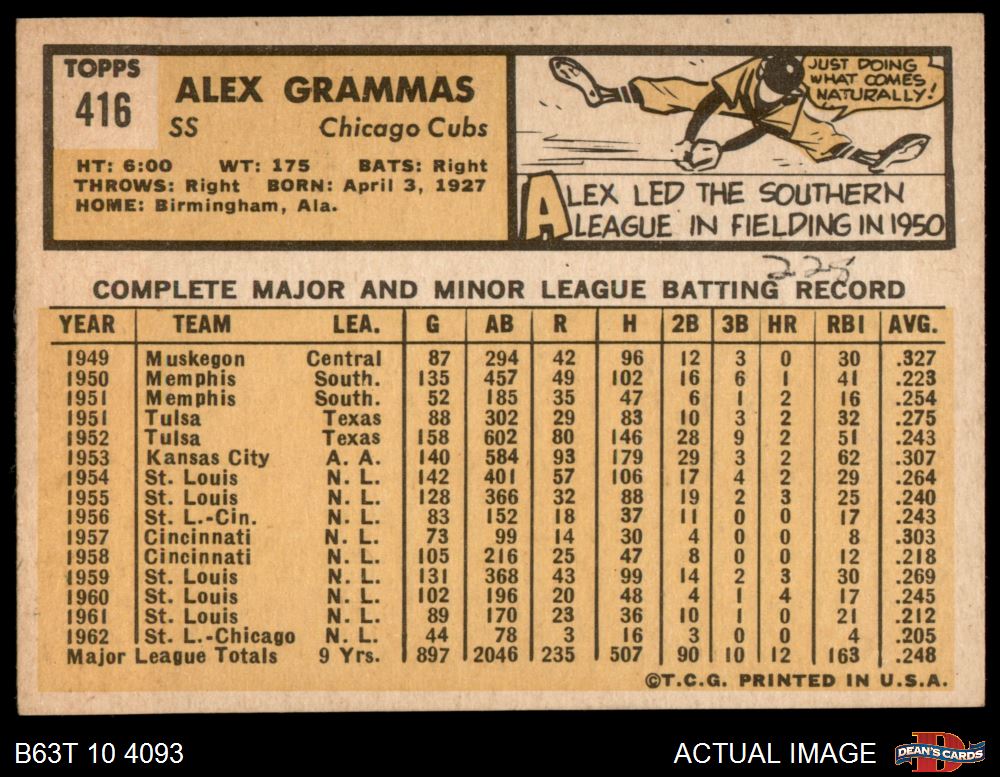 TOPPS
416
ALEX GRAMMAS
SS Chicago Cubs
HT: 6:00 WT: 175 BATS: Right
THROWS: Right BORN: April 3, 1927
HOME: Birmingham, Ala.
JUST DOING
WHAT COMES
NATURALLY!
ALEX LED THE SOUTHERN
LEAGUE IN FIELDING IN 1950
228
COMPLETE MAJOR AND MINOR LEAGUE BATTING RECORD
YEAR TEAM LEA. G AB R H 2B 3B HR RBI AVG.
1949 Muskegon Central 87 294 42 96 12 3 0 30 .327
1950 Memphis South. 135 457 49 102 16 6 1 41 .223
1951 Memphis South. 52 185 35 47 6 1 2 16 .254
1951 Tulsa Texas 88 302 29 83 10 3 2 32 .275
1952 Tulsa Texas 158 602 80 146 28 9 2 51 .243
1953 Kansas City A. A. 140 584 93 179 29 3 2 62 .307
1954 St. Louis N. L. 142 401 57 106 17 4 2 29 .264
1955 St. Louis N. L. 128 366 32 88 19 2 3 25 .240
1956 St. L.-Cin. N. L. 83 152 18 37 11 0 0 17 .243
1957 Cincinnati N. L. 73 99 14 30 4 0 0 8 .303
1958 Cincinnati N. L. 105 216 25 47 8 0 0 12 .218
1959 St. Louis N. L. 131 368 43 99 14 2 3 30 .269
1960 St. Louis N. L. 102 196 20 48 4 1 4 17 .245
1961 St. Louis N. L. 89 170 23 36 10 1 0 21 .212
1962 St. L.-Chicago N. L. 44 78 3 16 3 0 0 4 .205
Major League Totals 9 Yrs. 897 2046 235 507 90 10 12 163 .248
©T.C.G. PRINTED IN U.S.A.
B63T 10 4093
ACTUAL IMAGE
DEAN'S CARDS